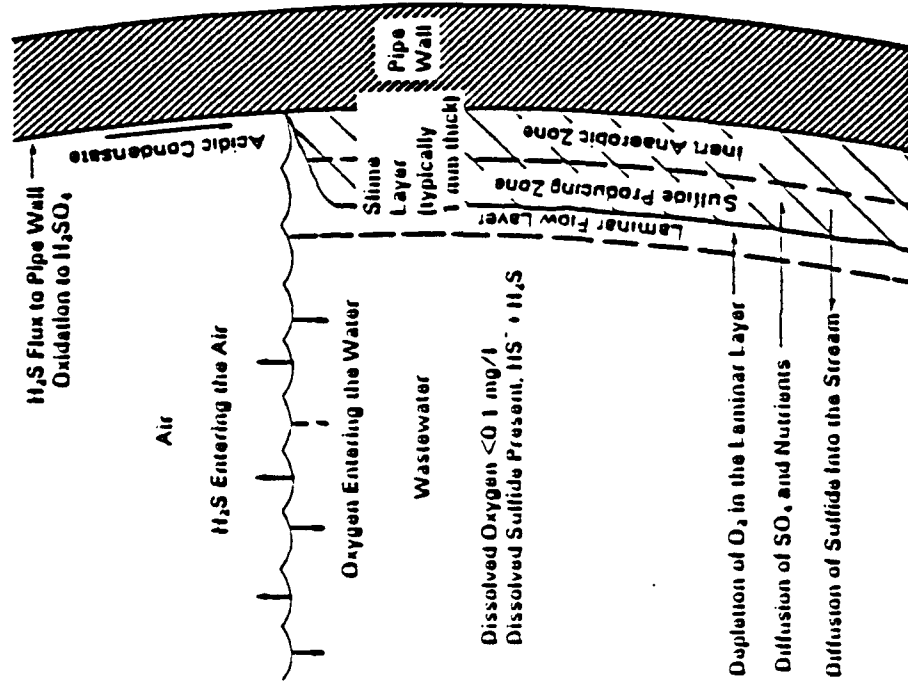 H₂S Flux to Pipe Wall
Oxidation to H₂SO₄
Acidic Condensate
Air
H₂S Entering the Air
Oxygen Entering the Water
Wastewater
Dissolved Oxygen <0.1 mg/l
Dissolved Sulfide Present, HS⁻ + H₂S
Pipe
Wall
Slime
Layer
(typically
1 mm thick)
Laminar Flow Layer
Sulfide Producing Zone
Inert Anaerobic Zone
Depletion of O₂ in the Laminar Layer
Diffusion of SO₄ and Nutrients
Diffusion of Sulfide Into the Stream